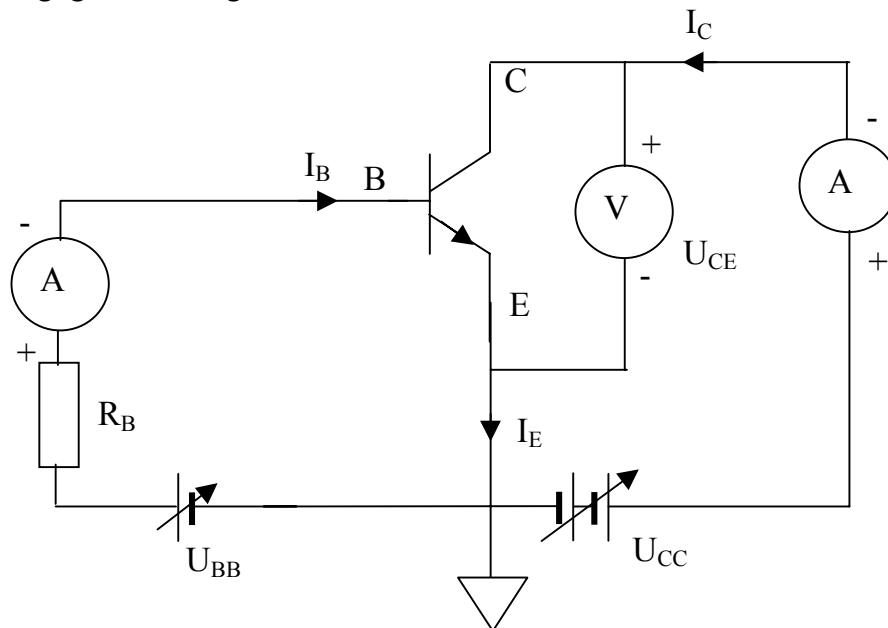 I_C
C
-
I_B
B
+
A
-
V
U_CE
+
A
-
E
+
R_B
I_E
U_BB
U_CC